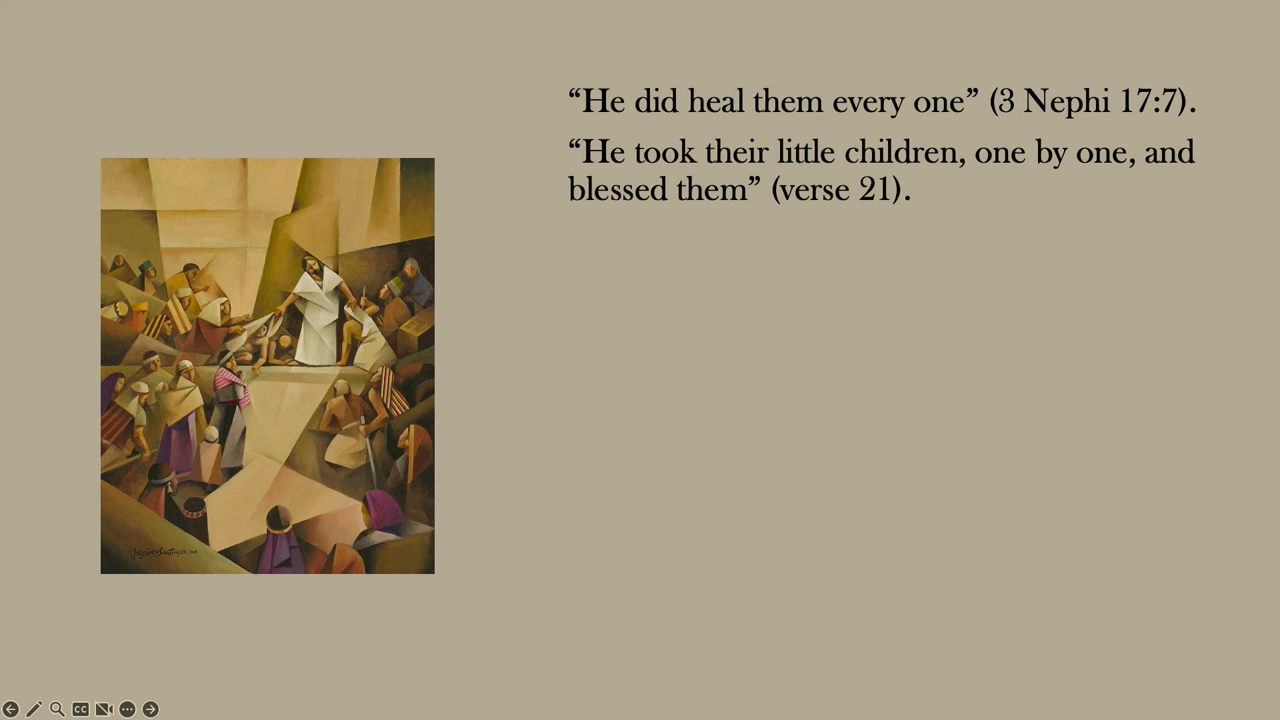 “He did heal them every one” (3 Nephi 17:7).
“He took their little children, one by one, and
blessed them” (verse 21).
CC